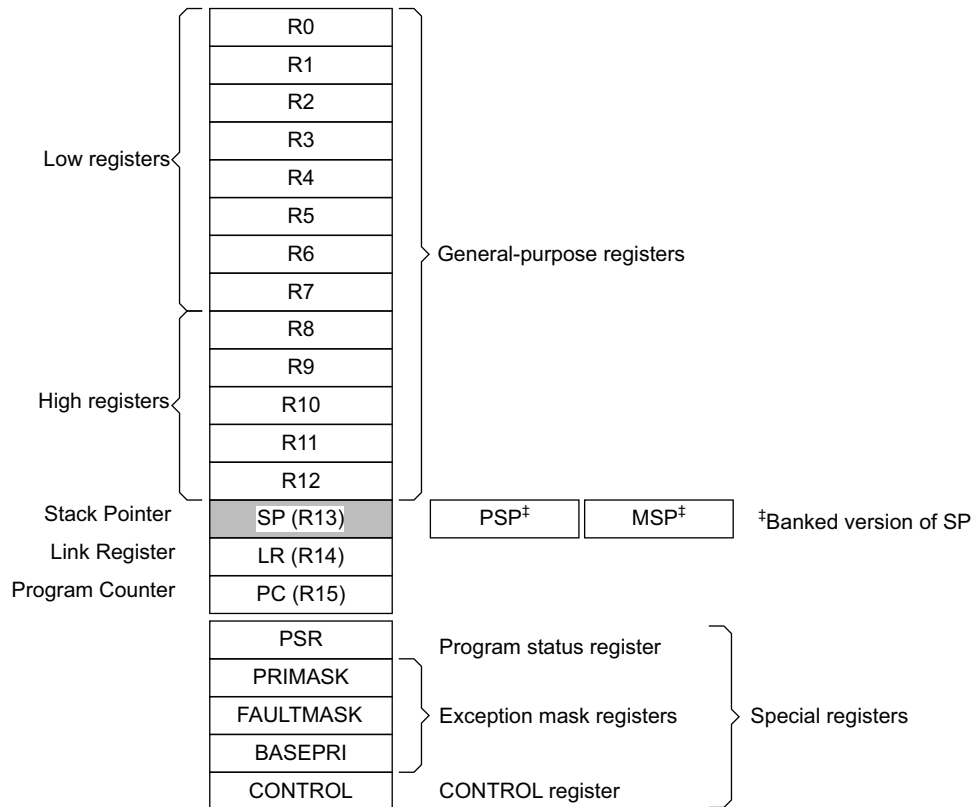 R0
R1
R2
R3
Low registers
R4
R5
R6
General-purpose registers
R7
R8
R9
High registers
R10
R11
R12
Stack Pointer SP (R13) PSP‡ MSP‡ ‡Banked version of SP
Link Register LR (R14)
Program Counter PC (R15)
PSR Program status register
PRIMASK
FAULTMASK Exception mask registers Special registers
BASEPRI
CONTROL CONTROL register